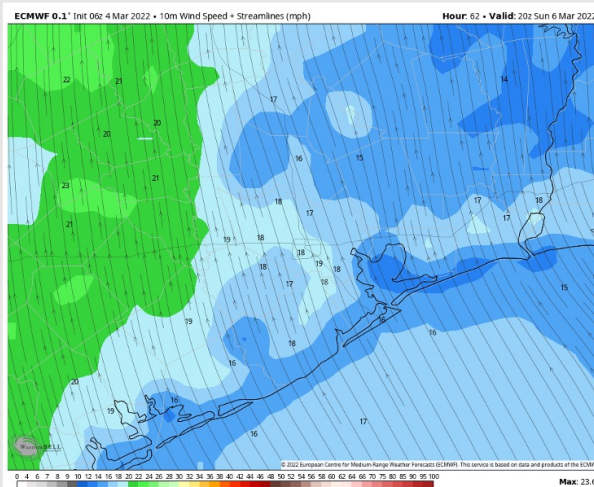 ECMWF 0.1° Init 06z 4 Mar 2022 • 10m Wind Speed + Streamlines (mph) Hour: 62 • Valid: 20z Sun 6 Mar 2022
22 21 14
17
20 20
16 15
21
23
18 17 18
17 17
21
19 18
18 19
18 18
17 18 15
19
16
16
18
16
20
16
19
17
16
WeatherBELL
© 2022 European Centre for Medium-Range Weather Forecasts (ECMWF). This service is based on data and products of the ECMW
0 4 6 7 8 9 10 12 14 16 18 20 22 24 26 28 30 32 34 36 38 40 42 44 46 48 50 52 54 56 58 60 62 64 66 70 75 80 85 90 95 100
Max: 23.6